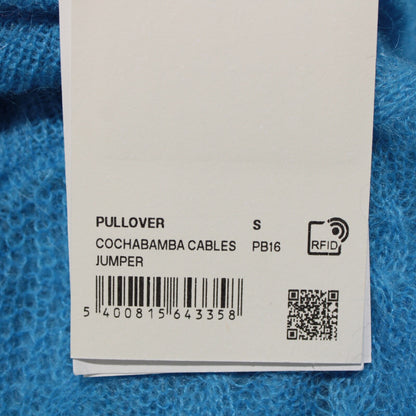 PULLOVER S
COCHABAMBA CABLES PB16
JUMPER
RFID
5 400815 643358